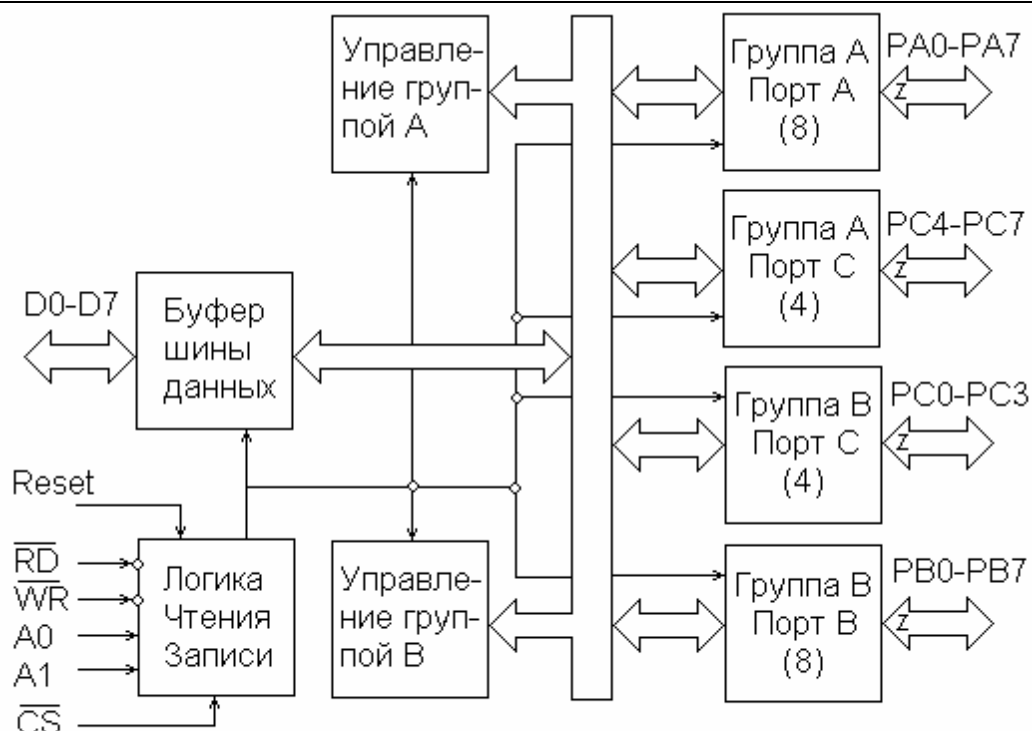 Управле-
ние груп-
пой A
Группа A
Порт A
(8)
PA0-PA7
Z
Группа A
Порт C
(4)
PC4-PC7
Z
D0-D7
Буфер
шины
данных
Группа B
Порт C
(4)
PC0-PC3
Z
Reset
RD
WR
A0
A1
CS
Логика
Чтения
Записи
Управле-
ние груп-
пой B
Группа B
Порт B
(8)
PB0-PB7
Z